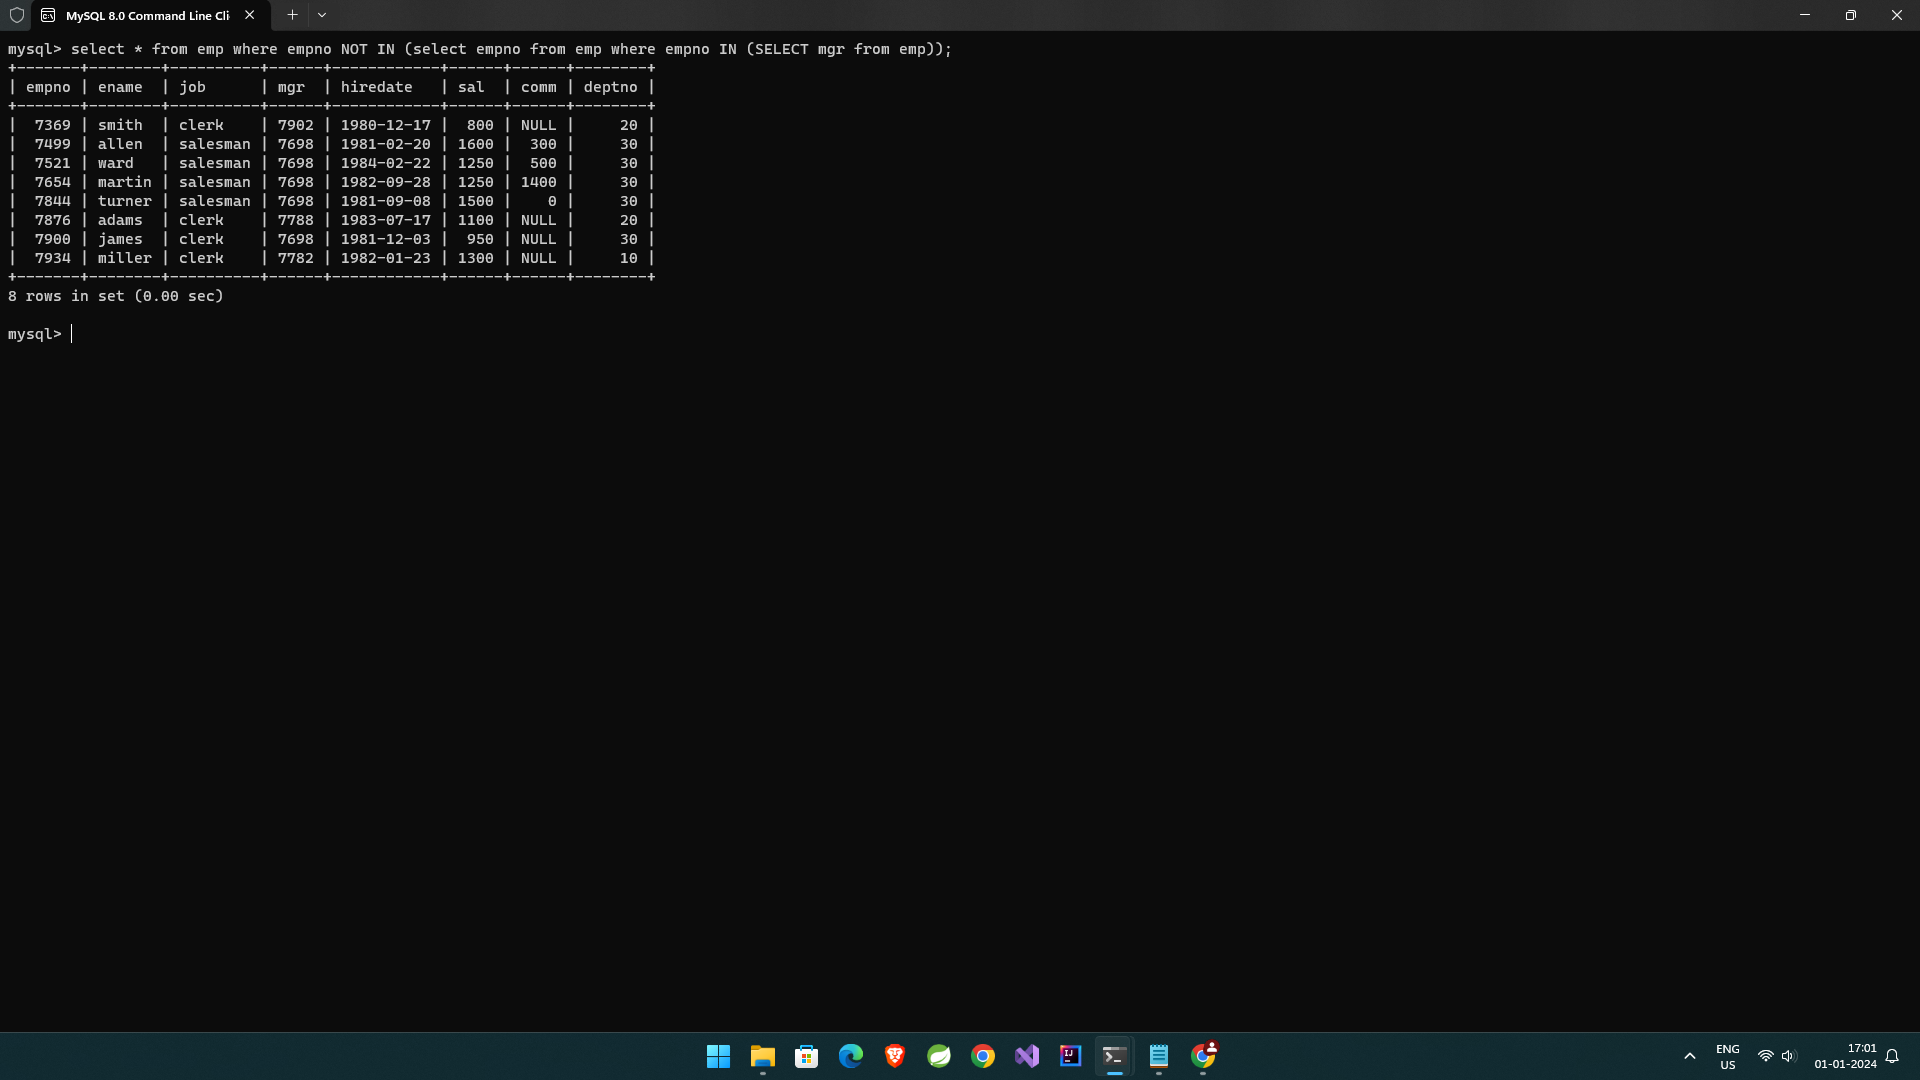 MySQL 8.0 Command Line Cli
mysql> select * from emp where empno NOT IN (select empno from emp where empno IN (SELECT mgr from emp));
+-------+--------+----------+------+------------+------+------+--------+
| empno | ename  | job      | mgr  | hiredate   | sal  | comm | deptno |
+-------+--------+----------+------+------------+------+------+--------+
|  7369 | smith  | clerk    | 7902 | 1980-12-17 |  800 | NULL |     20 |
|  7499 | allen  | salesman | 7698 | 1981-02-20 | 1600 |  300 |     30 |
|  7521 | ward   | salesman | 7698 | 1984-02-22 | 1250 |  500 |     30 |
|  7654 | martin | salesman | 7698 | 1982-09-28 | 1250 | 1400 |     30 |
|  7844 | turner | salesman | 7698 | 1981-09-08 | 1500 |    0 |     30 |
|  7876 | adams  | clerk    | 7788 | 1983-07-17 | 1100 | NULL |     20 |
|  7900 | james  | clerk    | 7698 | 1981-12-03 |  950 | NULL |     30 |
|  7934 | miller | clerk    | 7782 | 1982-01-23 | 1300 | NULL |     10 |
+-------+--------+----------+------+------------+------+------+--------+
8 rows in set (0.00 sec)
mysql>
ENG
US
17:01
01-01-2024